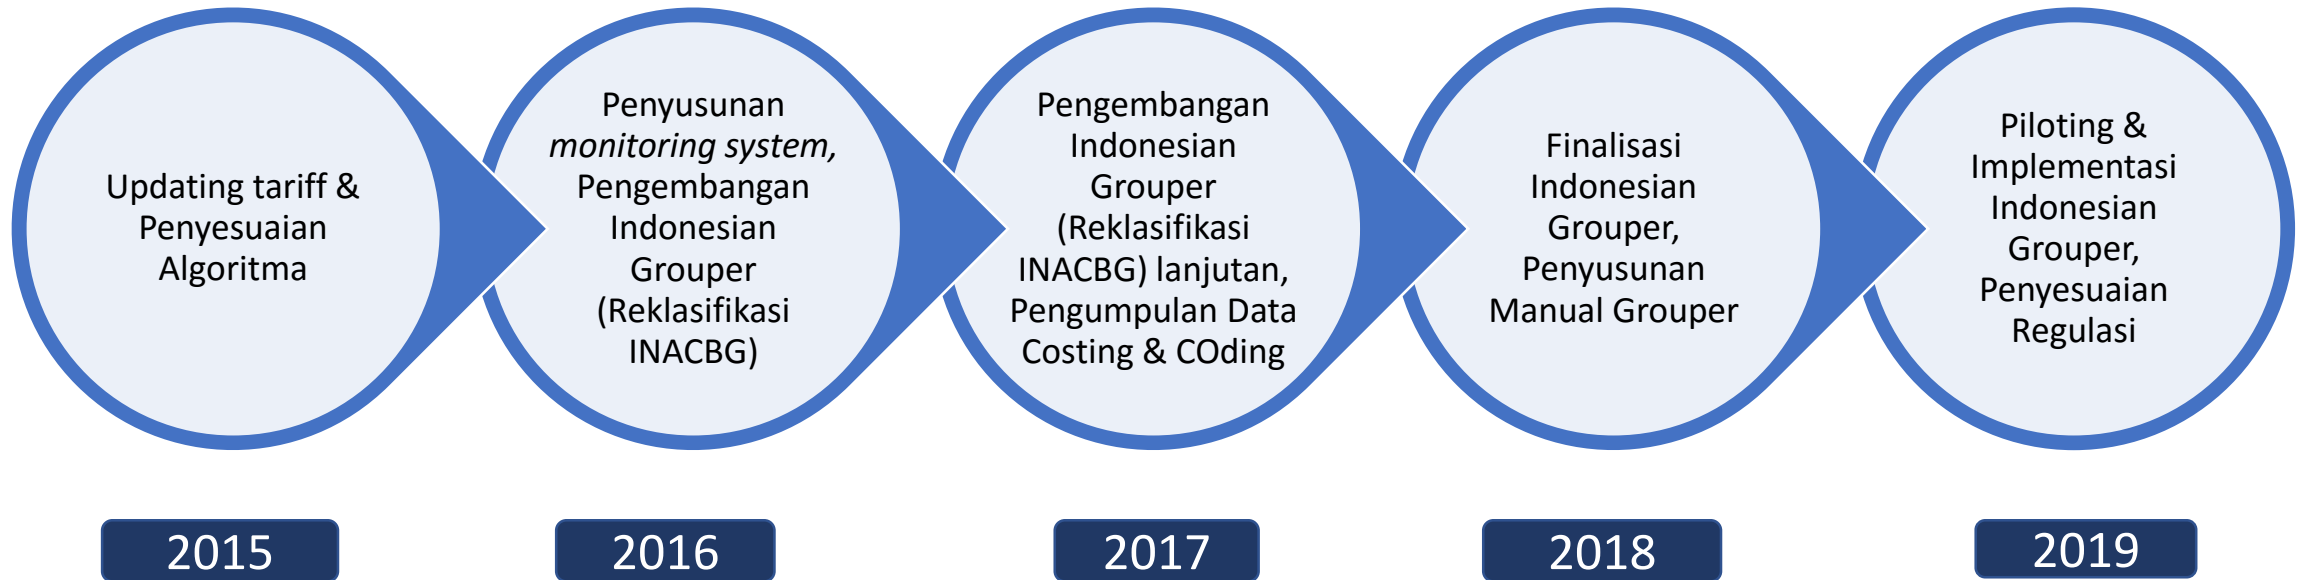 Updating tariff &
Penyesuaian
Algoritma
Penyusunan
monitoring system,
Pengembangan
Indonesian
Grouper
(Reklasifikasi
INACBG)
Pengembangan
Indonesian
Grouper
(Reklasifikasi
INACBG) lanjutan,
Pengumpulan Data
Costing & COding
Finalisasi
Indonesian
Grouper,
Penyusunan
Manual Grouper
Piloting &
Implementasi
Indonesian
Grouper,
Penyesuaian
Regulasi
2015
2016
2017
2018
2019